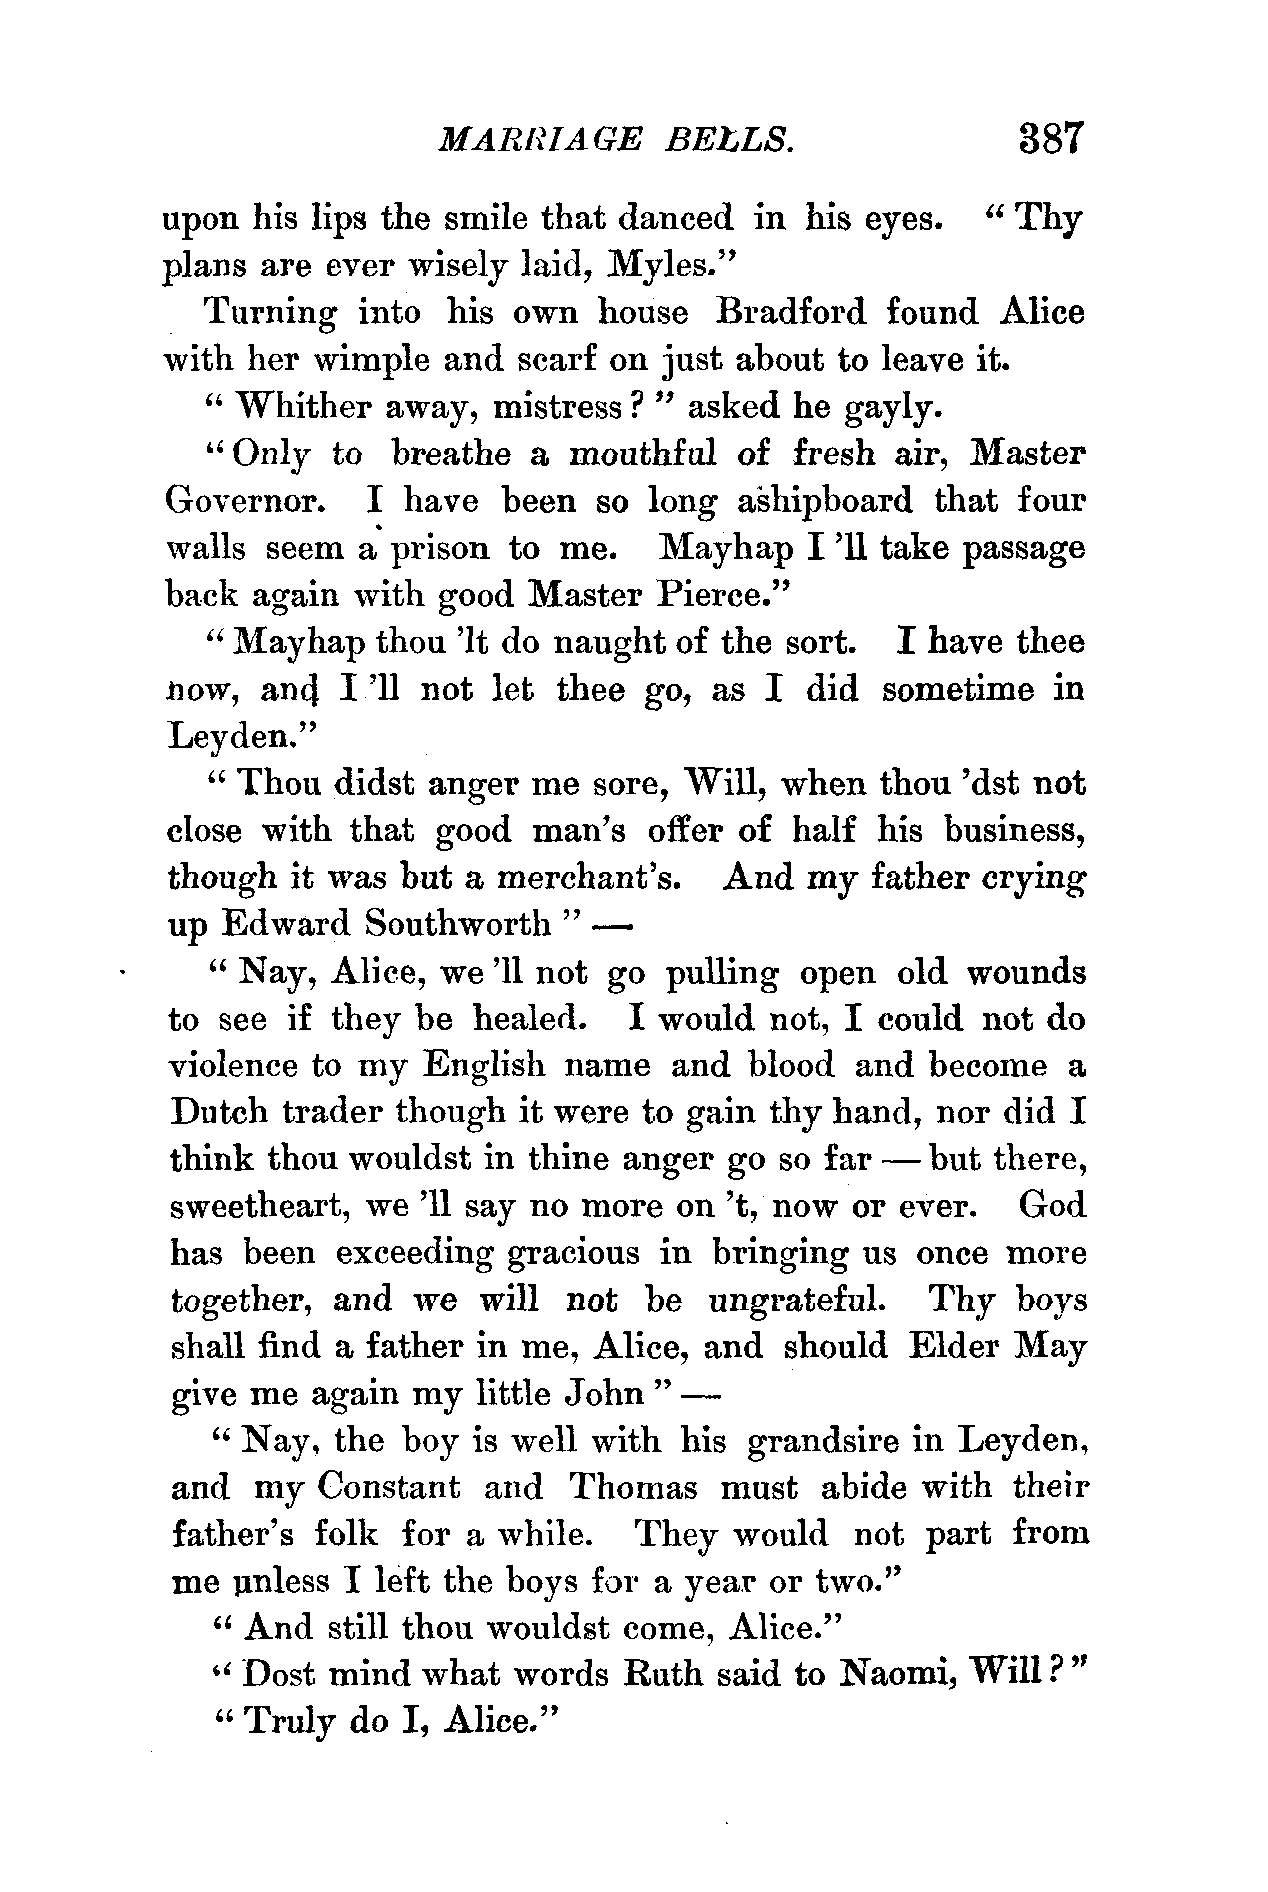 MARRIAGE BELLS. 387
upon his lips the smile that danced in his eyes. “ Thy
plans are ever wisely laid, Myles.”
Turning into his own house Bradford found Alice
with her wimple and scarf on just about to leave it.
“ Whither away, mistress ? ” asked he gayly.
“ Only to breathe a mouthful of fresh air, Master
Governor. I have been so long ashipboard that four
walls seem a prison to me. Mayhap I ’ll take passage
back again with good Master Pierce.”
“ Mayhap thou ’lt do naught of the sort. I have thee
now, and I ’ll not let thee go, as I did sometime in
Leyden.”
“ Thou didst anger me sore, Will, when thou ’dst not
close with that good man’s offer of half his business,
though it was but a merchant’s. And my father crying
up Edward Southworth ” —
“ Nay, Alice, we ’ll not go pulling open old wounds
to see if they be healed. I would not, I could not do
violence to my English name and blood and become a
Dutch trader though it were to gain thy hand, nor did I
think thou wouldst in thine anger go so far — but there,
sweetheart, we ’ll say no more on ’t, now or ever. God
has been exceeding gracious in bringing us once more
together, and we will not be ungrateful. Thy boys
shall find a father in me, Alice, and should Elder May
give me again my little John ” —
“ Nay, the boy is well with his grandsire in Leyden,
and my Constant and Thomas must abide with their
father’s folk for a while. They would not part from
me unless I left the boys for a year or two.”
“ And still thou wouldst come, Alice.”
“ Dost mind what words Ruth said to Naomi, Will ? ”
“ Truly do I, Alice.”